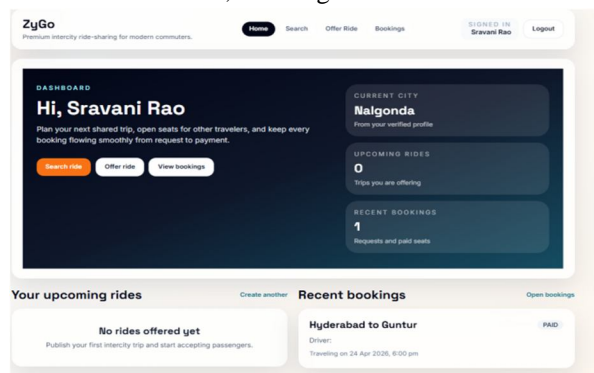 ZyGo
Premium intercity ride-sharing for modern commuters.
Home
Search
Offer Ride
Bookings
SIGNED IN
Sravani Rao
Logout
DASHBOARD
Hi, Sravani Rao
Plan your next shared trip, open seats for other travelers, and keep every
booking flowing smoothly from request to payment.
Search ride
Offer ride
View bookings
CURRENT CITY
Nalgonda
From your verified profile
UPCOMING RIDES
0
Trips you are offering
RECENT BOOKINGS
1
Requests and paid seats
Your upcoming rides
Create another
No rides offered yet
Publish your first intercity trip and start accepting passengers.
Recent bookings
Open bookings
Hyderabad to Guntur
PAID
Driver:
Traveling on 24 Apr 2026, 6:00 pm